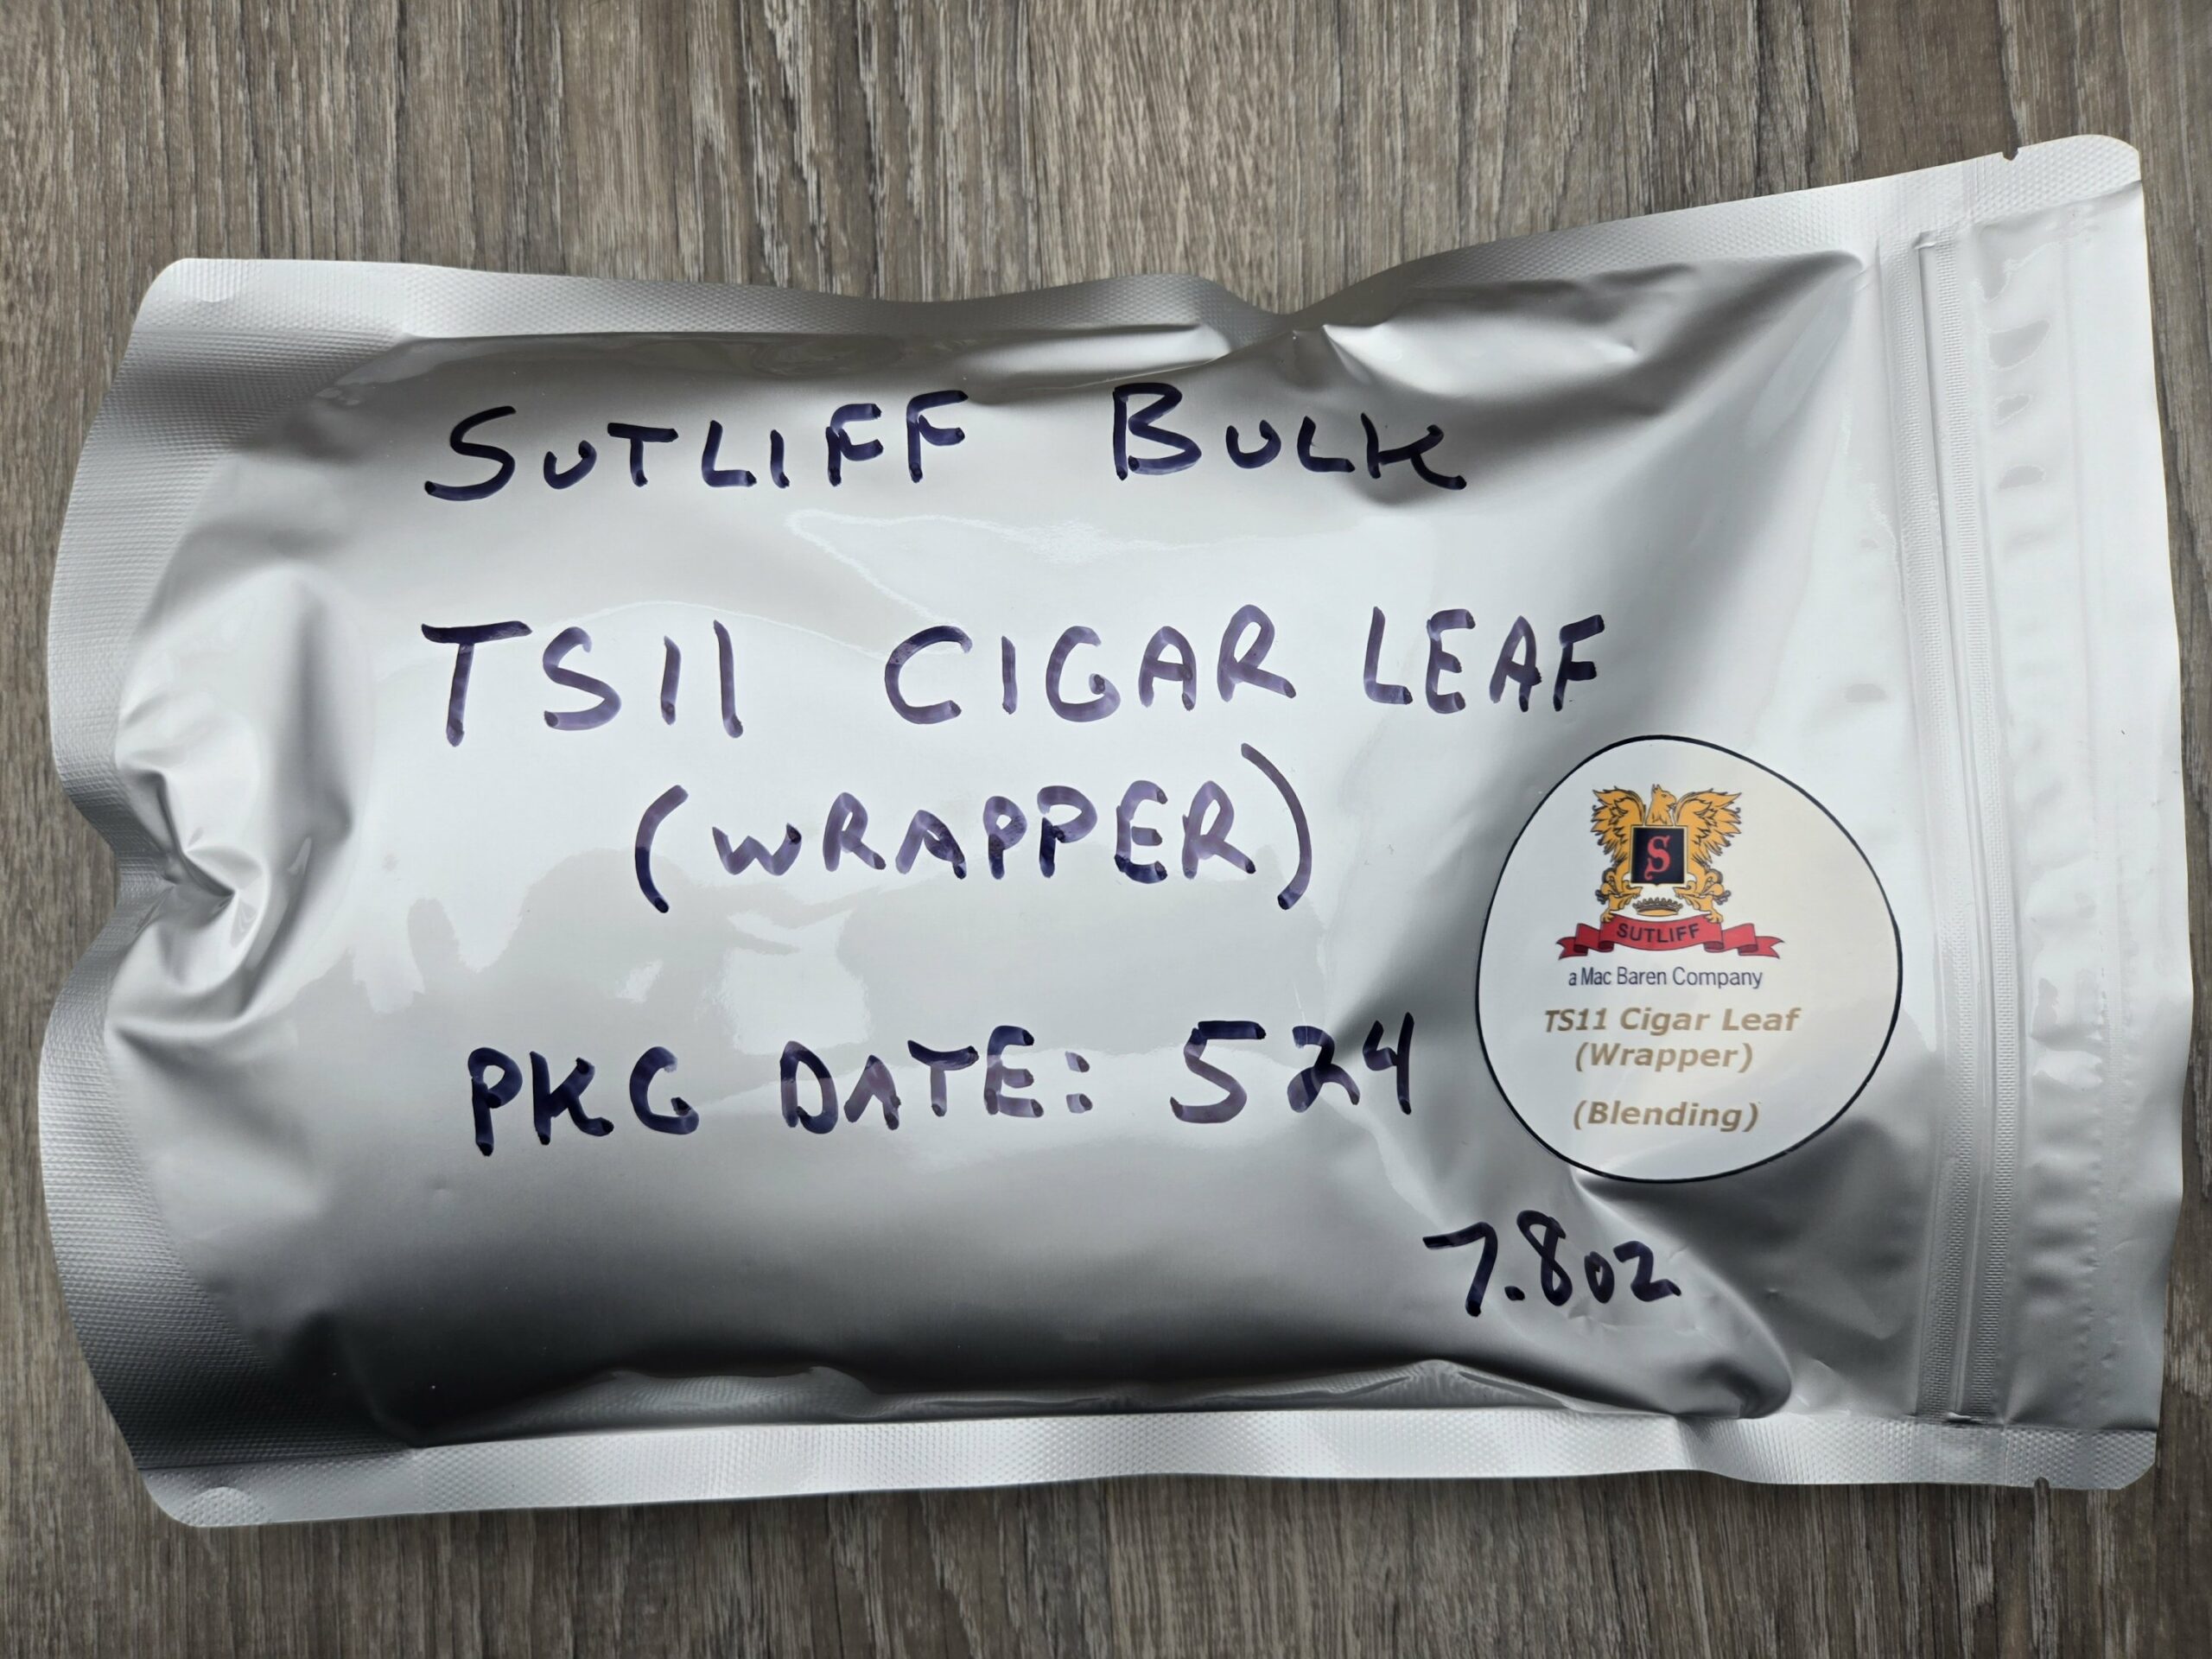 SUTLIFF BULK
TS11 CIGAR LEAF
(WRAPPER)
PKG DATE: 524
7.8oz
S
SUTLIFF
a Mac Baren Company
TS11 Cigar Leaf
(Wrapper)
(Blending)